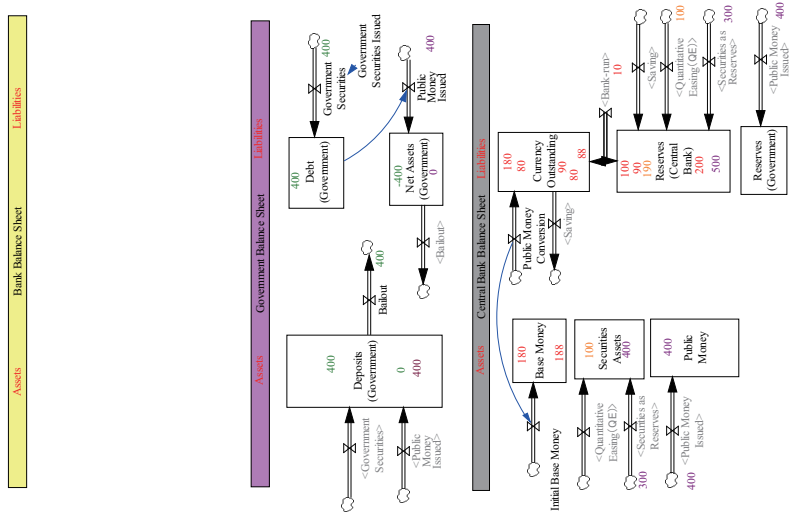 Assets Bank Balance Sheet Liabilities
Assets Government Balance Sheet Liabilities
400
Deposits
(Government)
0
400
<Government
Securities>
<Public
Money
Issued>
Bailout
400
400
Debt
(Government)
Government
Securities
400
Government
Securities Issued
-400
Net Assets
(Government)
0
Public
Money
Issued
400
<Bailout>
Assets Central Bank Balance Sheet Liabilities
180
Base Money
188
Initial Base Money
100
Securities
Assets
400
<Quantitative
Easing(QE)>
<Securities as
Reserves>
300
400
Public
Money
<Public Money
Issued>
400
Public Money
Conversion
<Saving>
180
80
Currency
Outstanding
90
80
88
<Bank-run>
10
100
90
190
Reserves
(Central
Bank)
200
500
<Saving>
<Quantitative
Easing(QE)>
100
<Securities as
Reserves>
300
Reserves
(Government)
<Public Money
Issued>
400